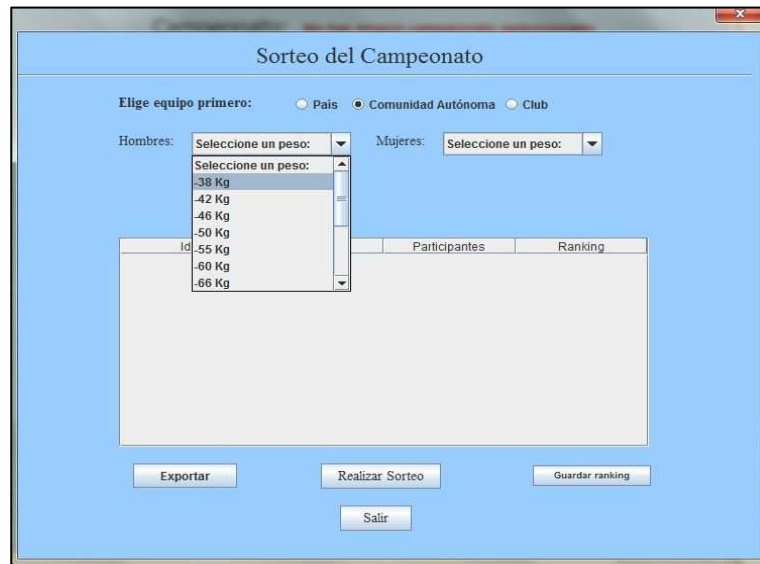 Sorteo del Campeonato
Elige equipo primero: País Comunidad Autónoma Club
Hombres: Seleccione un peso: Mujeres: Seleccione un peso:
Seleccione un peso:
-38 Kg
-42 Kg
-46 Kg
-50 Kg
-55 Kg
-60 Kg
-66 Kg
Id Participantes Ranking
Exportar Realizar Sorteo Guardar ranking
Salir